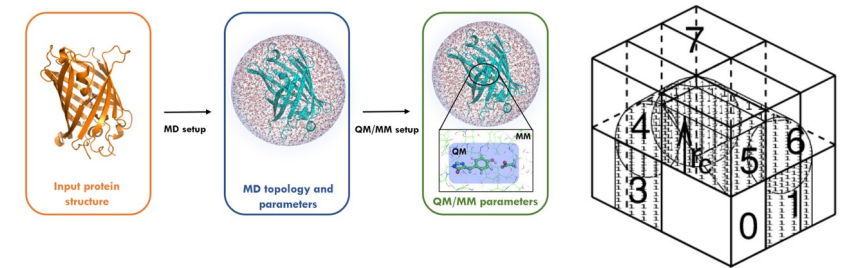 MD setup
QM/MM setup
Input protein
structure
MD topology and
parameters
MM
QM
QM/MM parameters
7
4
r_c
5
6
3
0
1